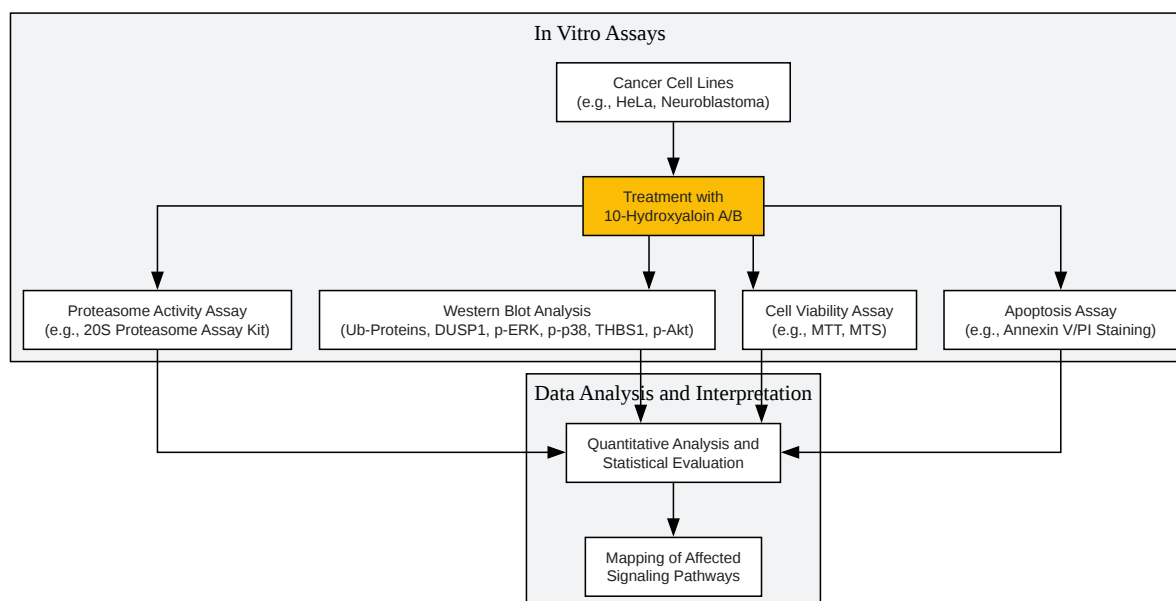 In Vitro Assays
Cancer Cell Lines
(e.g., HeLa, Neuroblastoma)
Treatment with
10-Hydroxyaloin A/B
Proteasome Activity Assay
(e.g., 20S Proteasome Assay Kit)
Western Blot Analysis
(Ub-Proteins, DUSP1, p-ERK, p-p38, THBS1, p-Akt)
Cell Viability Assay
(e.g., MTT, MTS)
Apoptosis Assay
(e.g., Annexin V/PI Staining)
Data Analysis and Interpretation
Quantitative Analysis and
Statistical Evaluation
Mapping of Affected
Signaling Pathways